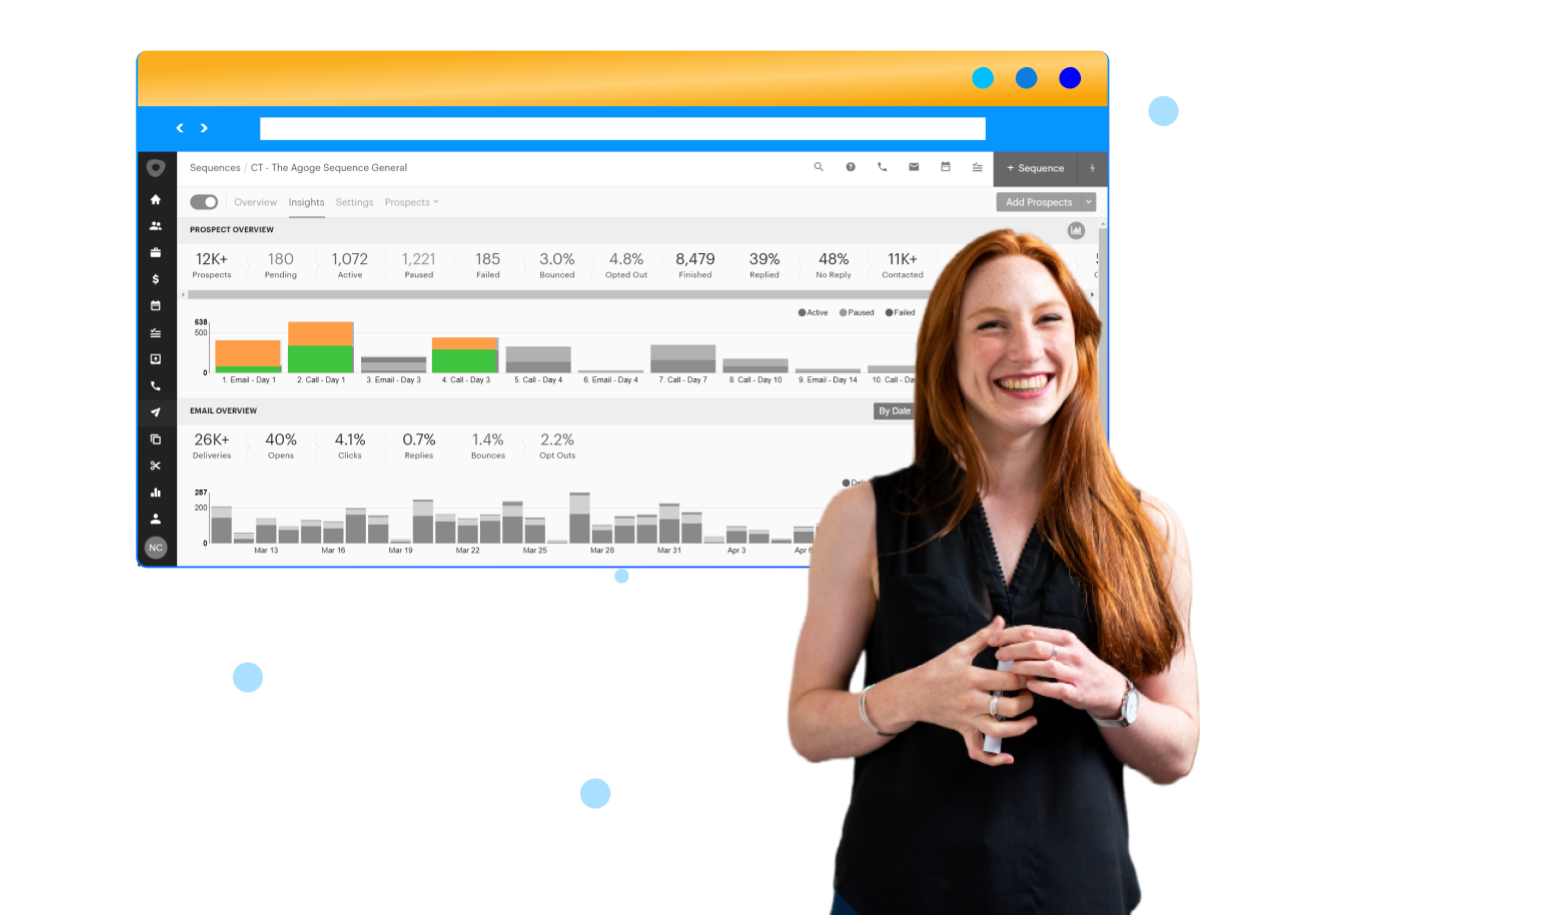 Sequences / CT - The Agoge Sequence General
+ Sequence
Overview Insights Settings Prospects
Add Prospects
PROSPECT OVERVIEW
12K+ 180 1,072 1,221 185 3.0% 4.8% 8,479 39% 48% 11K+
Prospects Pending Active Paused Failed Bounced Opted Out Finished Replied No Reply Contacted
Active Paused Failed
638
500
0
1. Email - Day 1 2. Call - Day 1 3. Email - Day 3 4. Call - Day 3 5. Call - Day 4 6. Email - Day 4 7. Call - Day 7 8. Call - Day 10 9. Email - Day 14 10. Call - Da
EMAIL OVERVIEW
By Date
26K+ 40% 4.1% 0.7% 1.4% 2.2%
Deliveries Opens Clicks Replies Bounces Opt Outs
287
200
0
Mar 13 Mar 16 Mar 19 Mar 22 Mar 25 Mar 28 Mar 31 Apr 3 Apr
NC